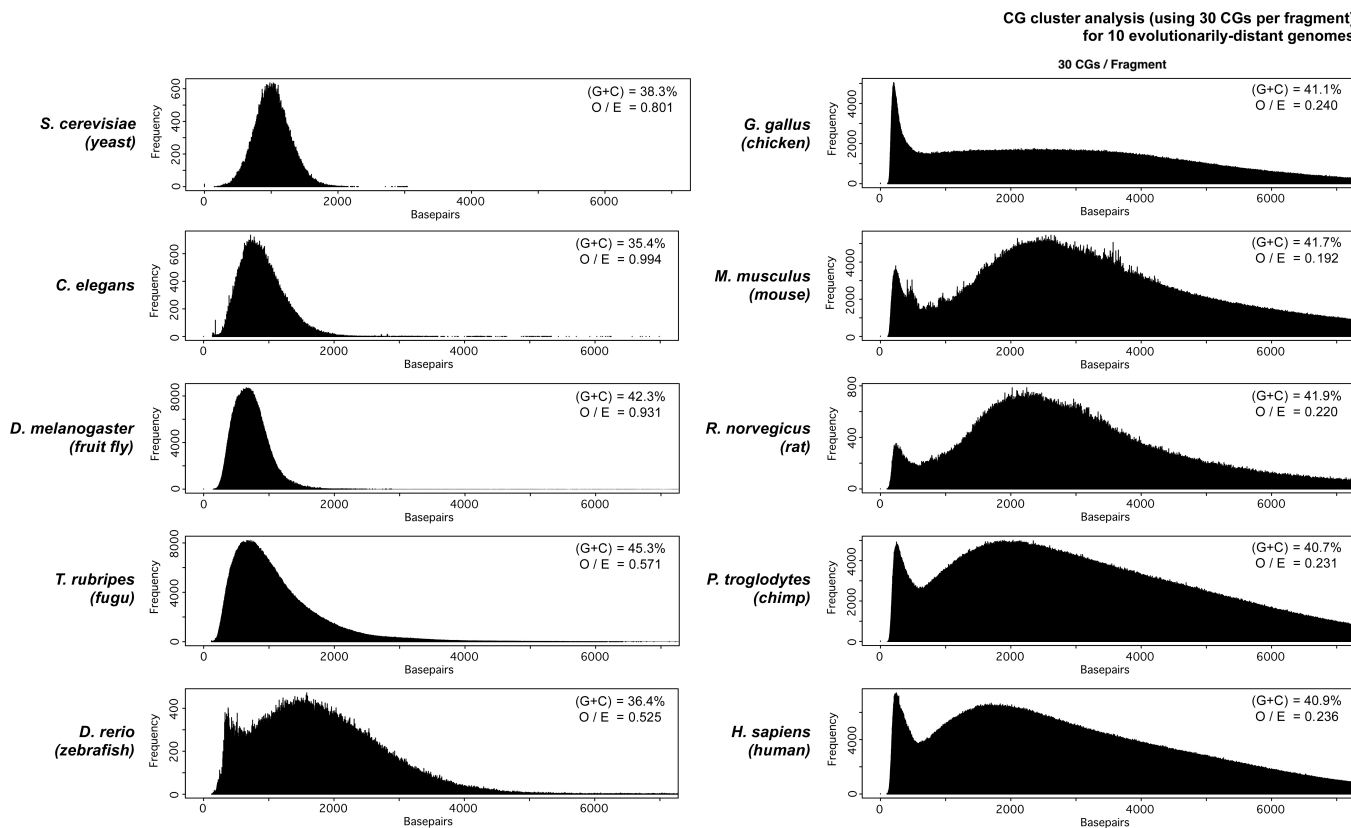 CG cluster analysis (using 30 CGs per fragment)
for 10 evolutionarily-distant genomes
30 CGs / Fragment
S. cerevisiae
(yeast)
Frequency
0
200
400
600
(G+C) = 38.3%
O / E = 0.801
0
2000
4000
6000
Basepairs
C. elegans
Frequency
0
200
400
600
(G+C) = 35.4%
O / E = 0.994
0
2000
4000
6000
Basepairs
D. melanogaster
(fruit fly)
Frequency
0
4000
8000
(G+C) = 42.3%
O / E = 0.931
0
2000
4000
6000
Basepairs
T. rubripes
(fugu)
Frequency
0
4000
8000
(G+C) = 45.3%
O / E = 0.571
0
2000
4000
6000
Basepairs
D. rerio
(zebrafish)
Frequency
0
200
400
(G+C) = 36.4%
O / E = 0.525
0
2000
4000
6000
Basepairs
G. gallus
(chicken)
Frequency
0
2000
4000
(G+C) = 41.1%
O / E = 0.240
0
2000
4000
6000
Basepairs
M. musculus
(mouse)
Frequency
0
2000
4000
(G+C) = 41.7%
O / E = 0.192
0
2000
4000
6000
Basepairs
R. norvegicus
(rat)
Frequency
0
400
800
(G+C) = 41.9%
O / E = 0.220
0
2000
4000
6000
Basepairs
P. troglodytes
(chimp)
Frequency
0
2000
4000
(G+C) = 40.7%
O / E = 0.231
0
2000
4000
6000
Basepairs
H. sapiens
(human)
Frequency
0
4000
(G+C) = 40.9%
O / E = 0.236
0
2000
4000
6000
Basepairs